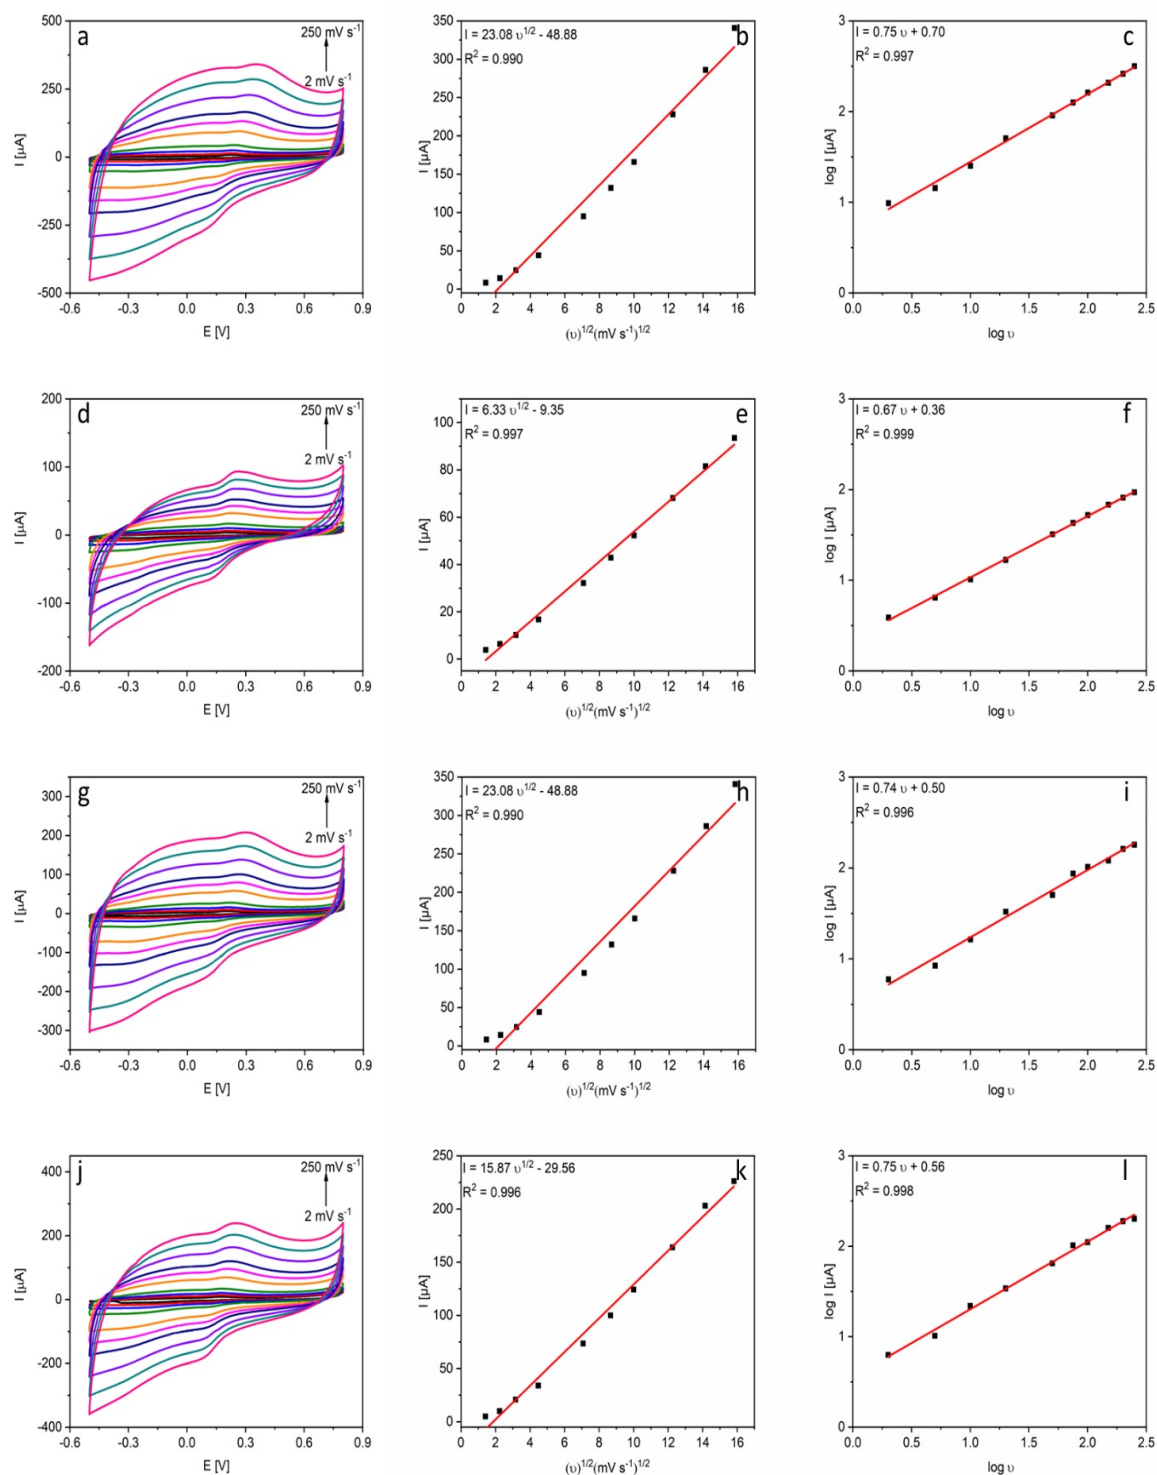 a
250 mV s⁻¹
2 mV s⁻¹
500
250
0
-250
-500
I [µA]
-0.6 -0.3 0.0 0.3 0.6 0.9
E [V]
b
I = 23.08 υ^1/2 - 48.88
R² = 0.990
350
300
250
200
150
100
50
0
I [µA]
0 2 4 6 8 10 12 14 16
(υ)^1/2(mV s⁻¹)^1/2
c
I = 0.75 υ + 0.70
R² = 0.997
3
2
1
0
log I [µA]
0.0 0.5 1.0 1.5 2.0 2.5
log υ
d
250 mV s⁻¹
2 mV s⁻¹
200
100
0
-100
-200
I [µA]
-0.6 -0.3 0.0 0.3 0.6 0.9
E [V]
e
I = 6.33 υ^1/2 - 9.35
R² = 0.997
100
80
60
40
20
0
I [µA]
0 2 4 6 8 10 12 14 16
(υ)^1/2(mV s⁻¹)^1/2
f
I = 0.67 υ + 0.36
R² = 0.999
3
2
1
0
log I [µA]
0.0 0.5 1.0 1.5 2.0 2.5
log υ
g
250 mV s⁻¹
2 mV s⁻¹
300
200
100
0
-100
-200
-300
I [µA]
-0.6 -0.3 0.0 0.3 0.6 0.9
E [V]
h
I = 23.08 υ^1/2 - 48.88
R² = 0.990
350
300
250
200
150
100
50
0
I [µA]
0 2 4 6 8 10 12 14 16
(υ)^1/2(mV s⁻¹)^1/2
i
I = 0.74 υ + 0.50
R² = 0.996
3
2
1
0
log I [µA]
0.0 0.5 1.0 1.5 2.0 2.5
log υ
j
250 mV s⁻¹
2 mV s⁻¹
400
200
0
-200
-400
I [µA]
-0.6 -0.3 0.0 0.3 0.6 0.9
E [V]
k
I = 15.87 υ^1/2 - 29.56
R² = 0.996
250
200
150
100
50
0
I [µA]
0 2 4 6 8 10 12 14 16
(υ)^1/2(mV s⁻¹)^1/2
l
I = 0.75 υ + 0.56
R² = 0.998
3
2
1
0
log I [µA]
0.0 0.5 1.0 1.5 2.0 2.5
log υ